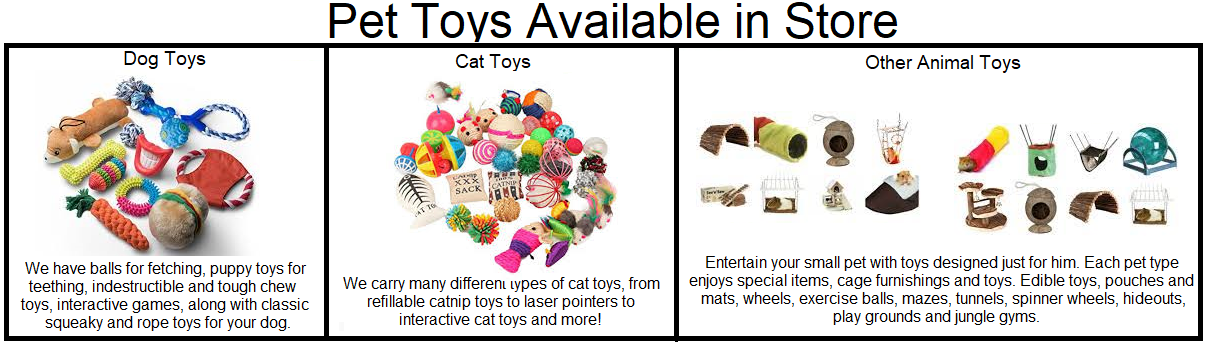 Pet Toys Available in Store
Dog Toys
We have balls for fetching, puppy toys for
teething, indestructible and tough chew
toys, interactive games, along with classic
squeaky and rope toys for your dog.
Cat Toys
CATNIP
XXX
SACK
CATNIP
We carry many different types of cat toys, from
refillable catnip toys to laser pointers to
interactive cat toys and more!
Other Animal Toys
Entertain your small pet with toys designed just for him. Each pet type
enjoys special items, cage furnishings and toys. Edible toys, pouches and
mats, wheels, exercise balls, mazes, tunnels, spinner wheels, hideouts,
play grounds and jungle gyms.